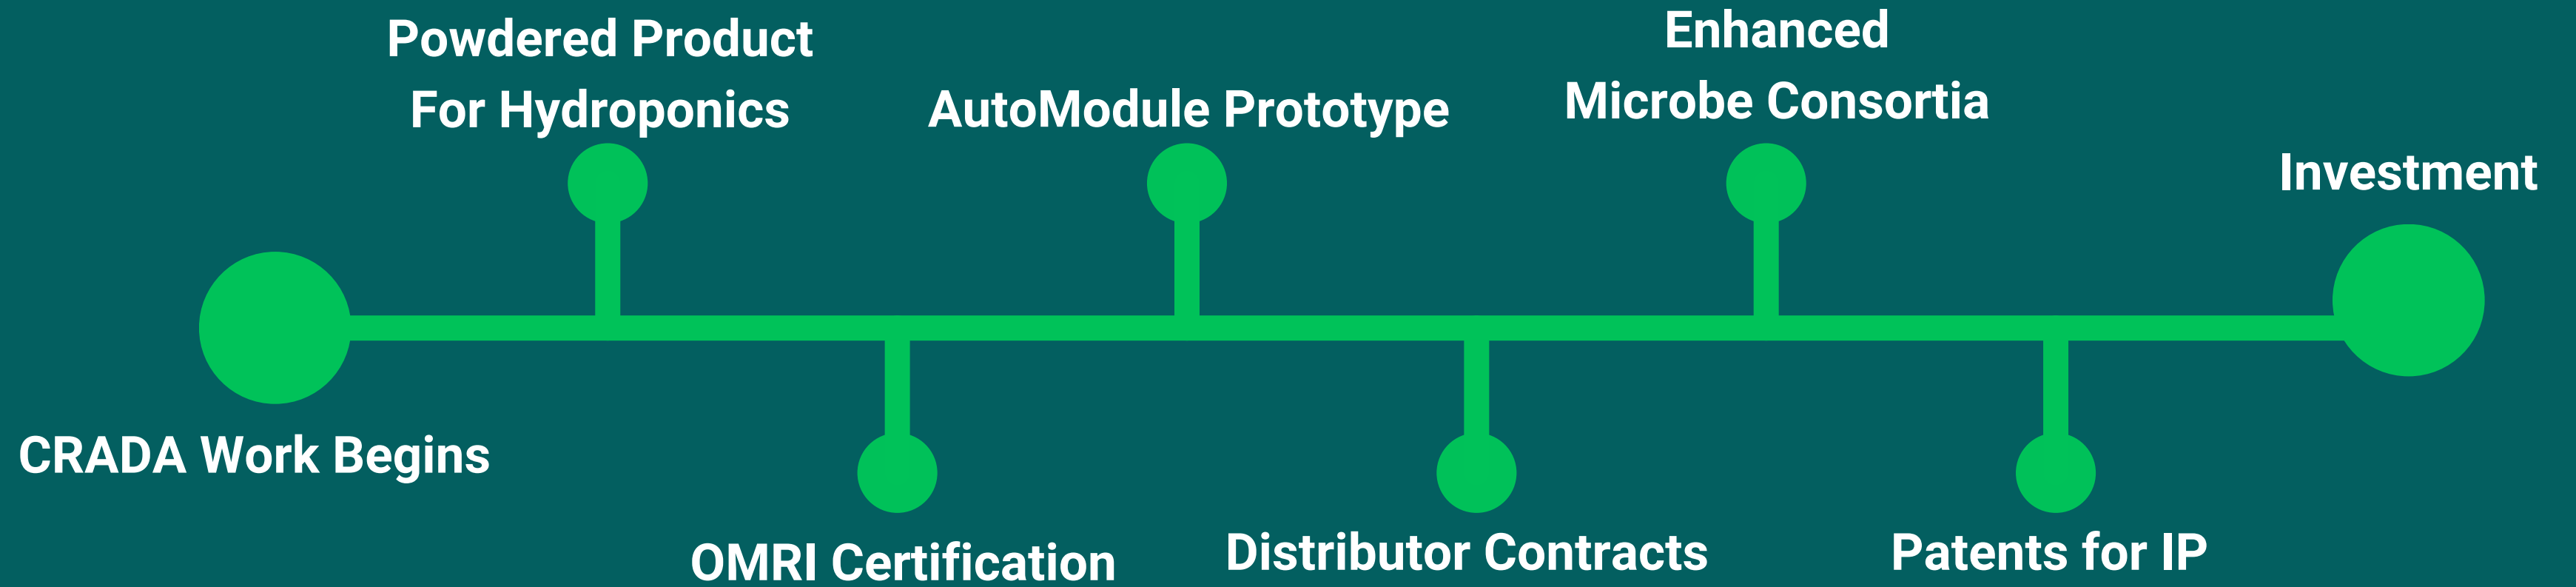 Powdered Product
For Hydroponics
AutoModule Prototype
Enhanced
Microbe Consortia
Investment
CRADA Work Begins
OMRI Certification
Distributor Contracts
Patents for IP